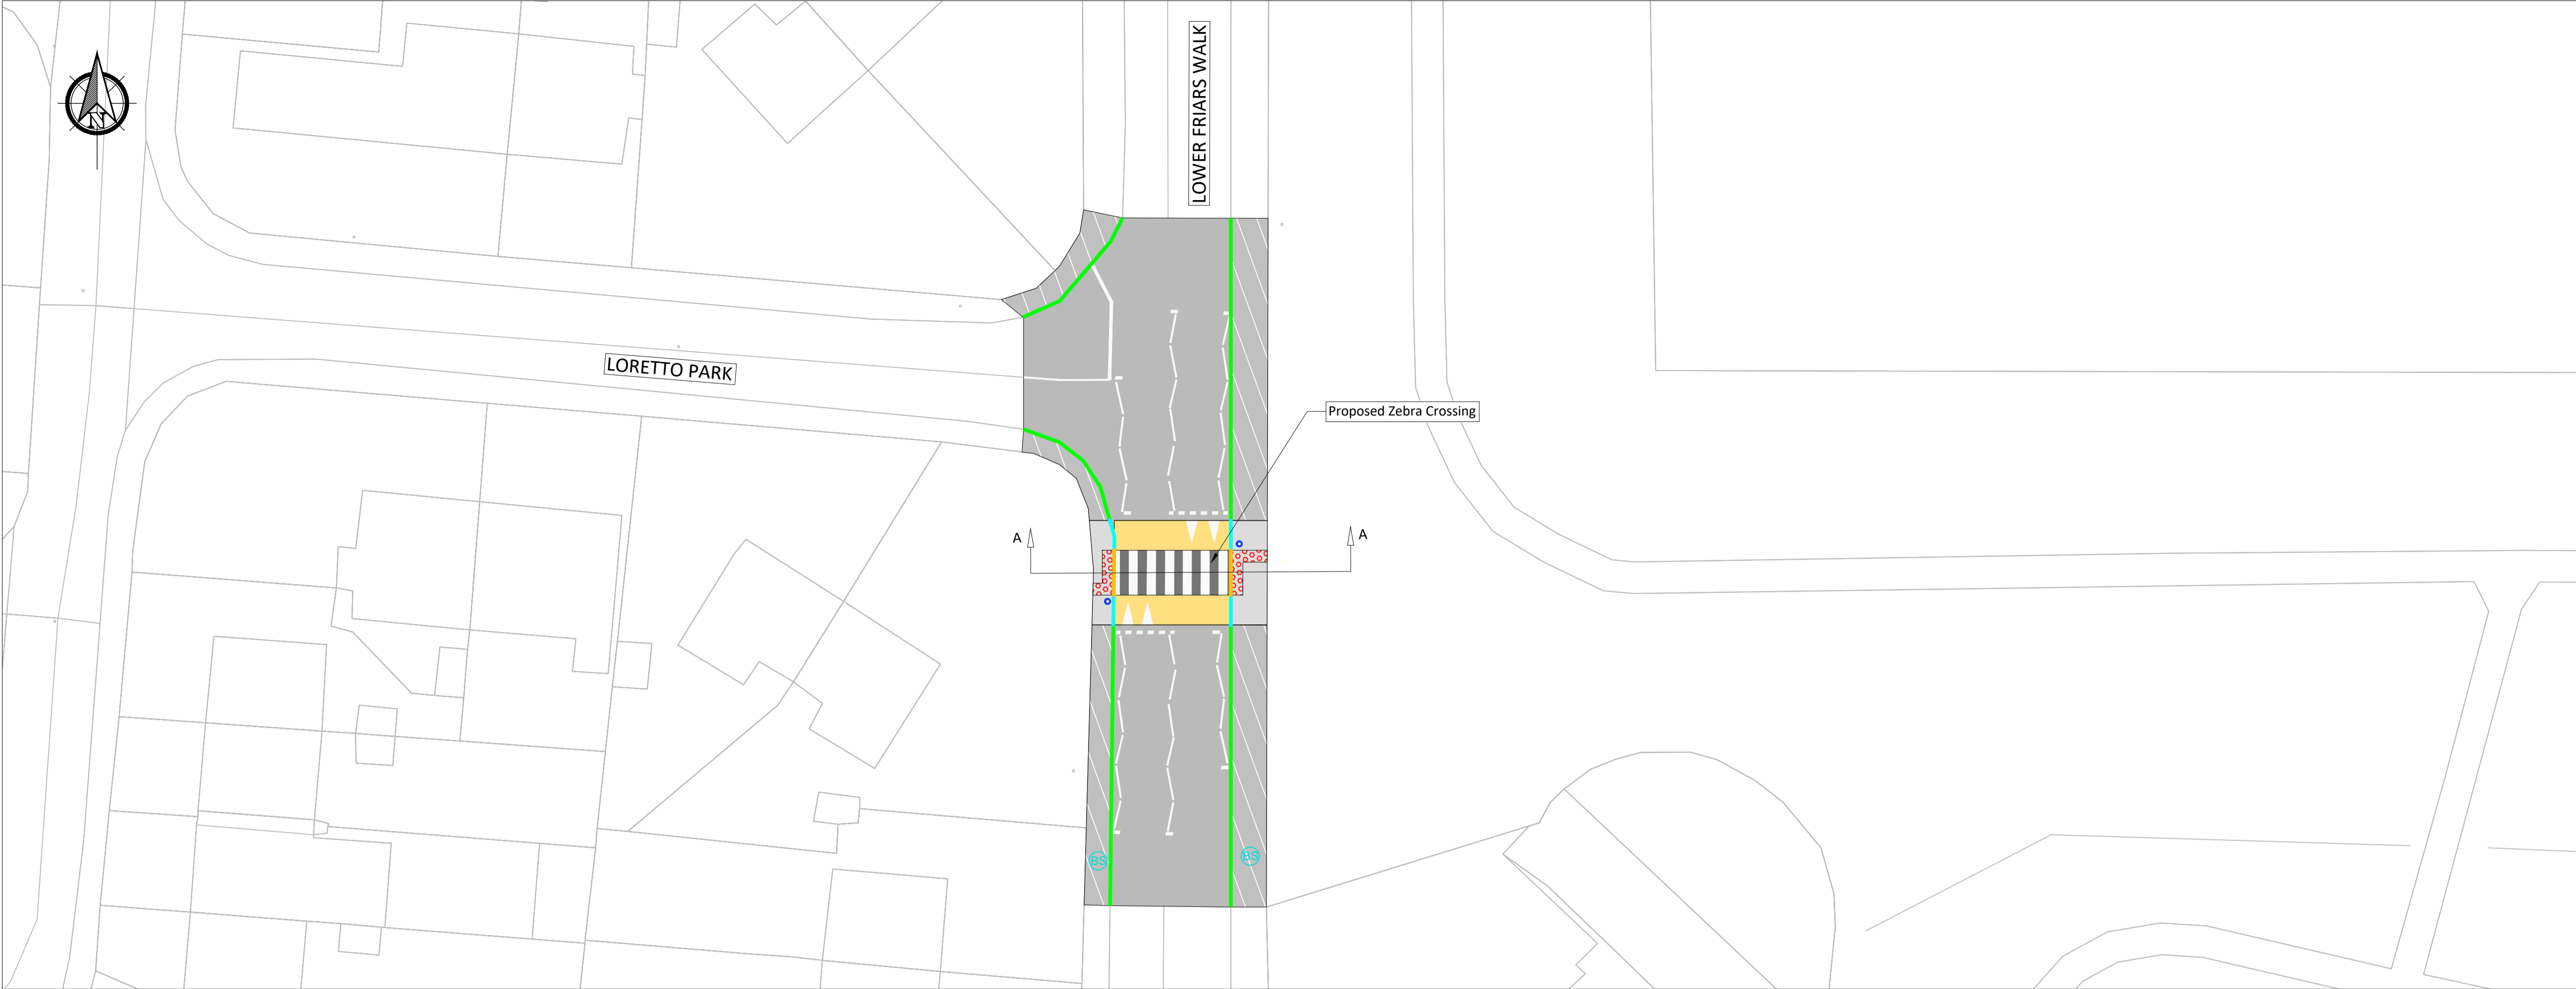 LOWER FRIARS WALK
N
LORETTO PARK
Proposed Zebra Crossing
A
A
BS
BS